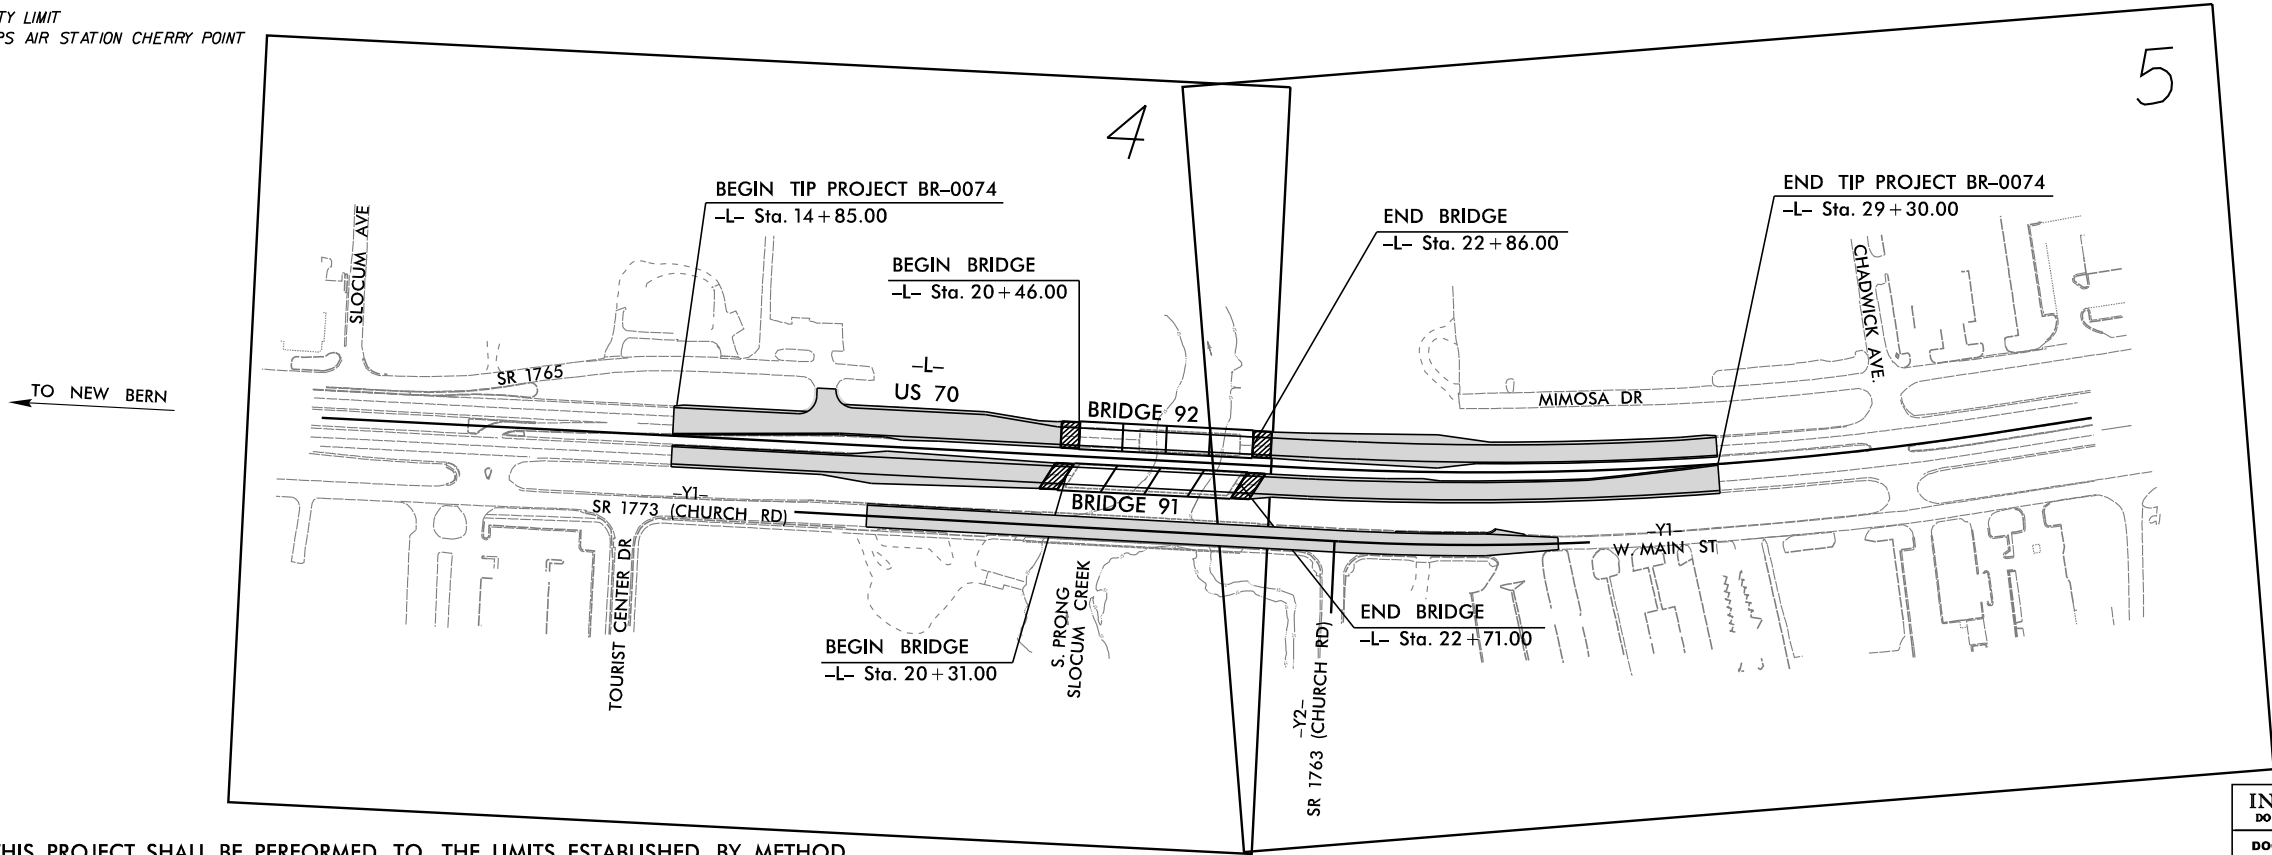 TY LIMIT
PS AIR STATION CHERRY POINT
4
5
BEGIN TIP PROJECT BR-0074
-L- Sta. 14+85.00
END TIP PROJECT BR-0074
-L- Sta. 29+30.00
END BRIDGE
-L- Sta. 22+86.00
BEGIN BRIDGE
-L- Sta. 20+46.00
SLOCUM AVE
CHADWICK AVE.
TO NEW BERN
SR 1765
-L-
US 70
BRIDGE 92
MIMOSA DR
-Y1-
SR 1773 (CHURCH RD)
BRIDGE 91
-Y1-
W. MAIN ST
TOURIST CENTER DR
S. PRONG
SLOCUM CREEK
END BRIDGE
-L- Sta. 22+71.00
BEGIN BRIDGE
-L- Sta. 20+31.00
-Y2-
SR 1763 (CHURCH RD)
IN
DO
DO
THIS PROJECT SHALL BE PERFORMED TO THE LIMITS ESTABLISHED BY METHOD